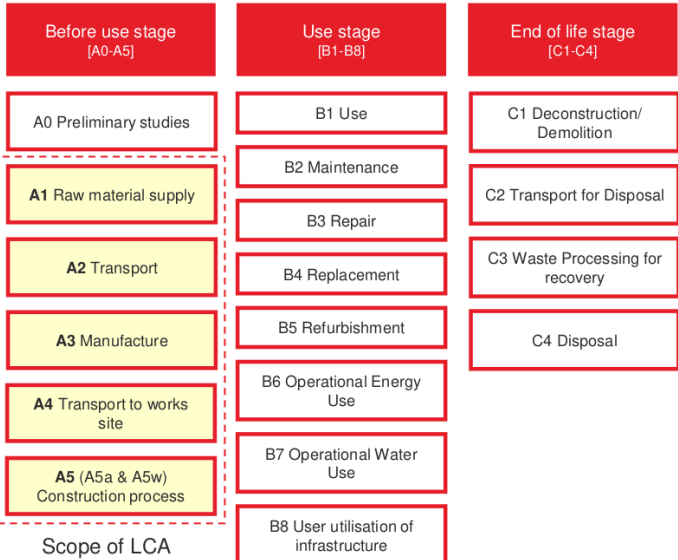 Before use stage
[A0-A5]
A0 Preliminary studies
A1 Raw material supply
A2 Transport
A3 Manufacture
A4 Transport to works
site
A5 (A5a & A5w)
Construction process
Scope of LCA
Use stage
[B1-B8]
B1 Use
B2 Maintenance
B3 Repair
B4 Replacement
B5 Refurbishment
B6 Operational Energy
Use
B7 Operational Water
Use
B8 User utilisation of
infrastructure
End of life stage
[C1-C4]
C1 Deconstruction/
Demolition
C2 Transport for Disposal
C3 Waste Processing for
recovery
C4 Disposal